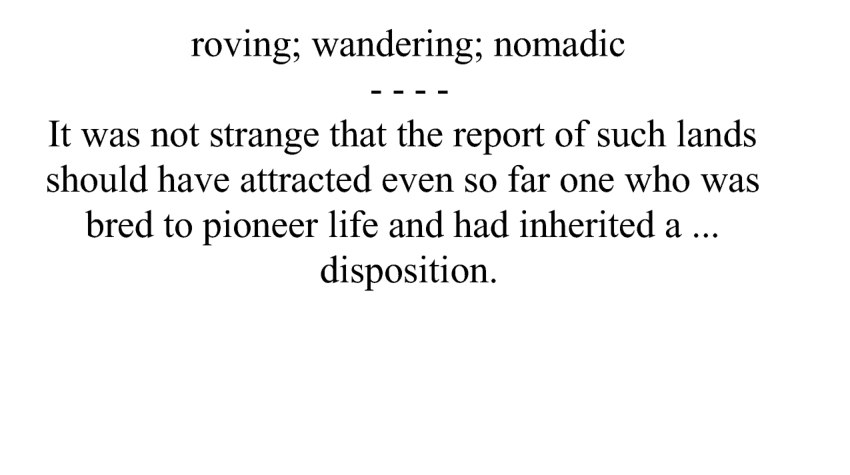 roving; wandering; nomadic
- - - -
It was not strange that the report of such lands
should have attracted even so far one who was
bred to pioneer life and had inherited a ...
disposition.